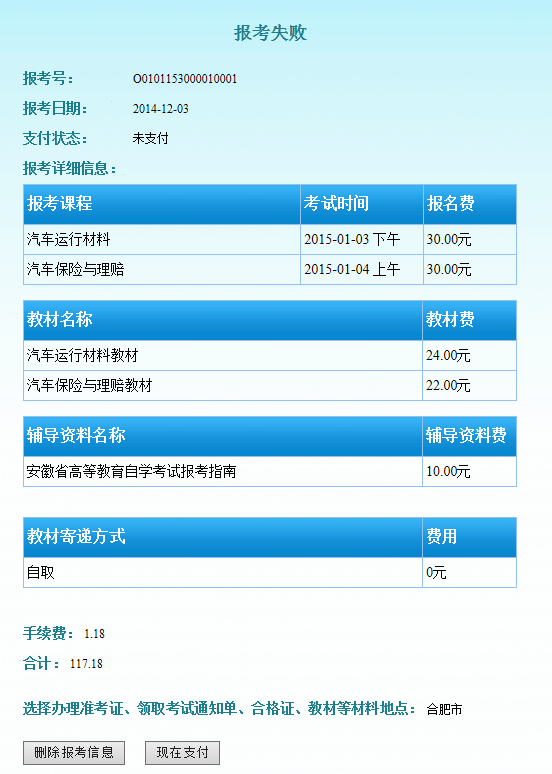 报考失败
报考号： O0101153000010001
报考日期： 2014-12-03
支付状态： 未支付
报考详细信息：
报考课程 考试时间 报名费
汽车运行材料 2015-01-03 下午 30.00元
汽车保险与理赔 2015-01-04 上午 30.00元
教材名称 教材费
汽车运行材料教材 24.00元
汽车保险与理赔教材 22.00元
辅导资料名称 辅导资料费
安徽省高等教育自学考试报考指南 10.00元
教材寄递方式 费用
自取 0元
手续费： 1.18
合计： 117.18
选择办理准考证、领取考试通知单、合格证、教材等材料地点： 合肥市
删除报考信息 现在支付